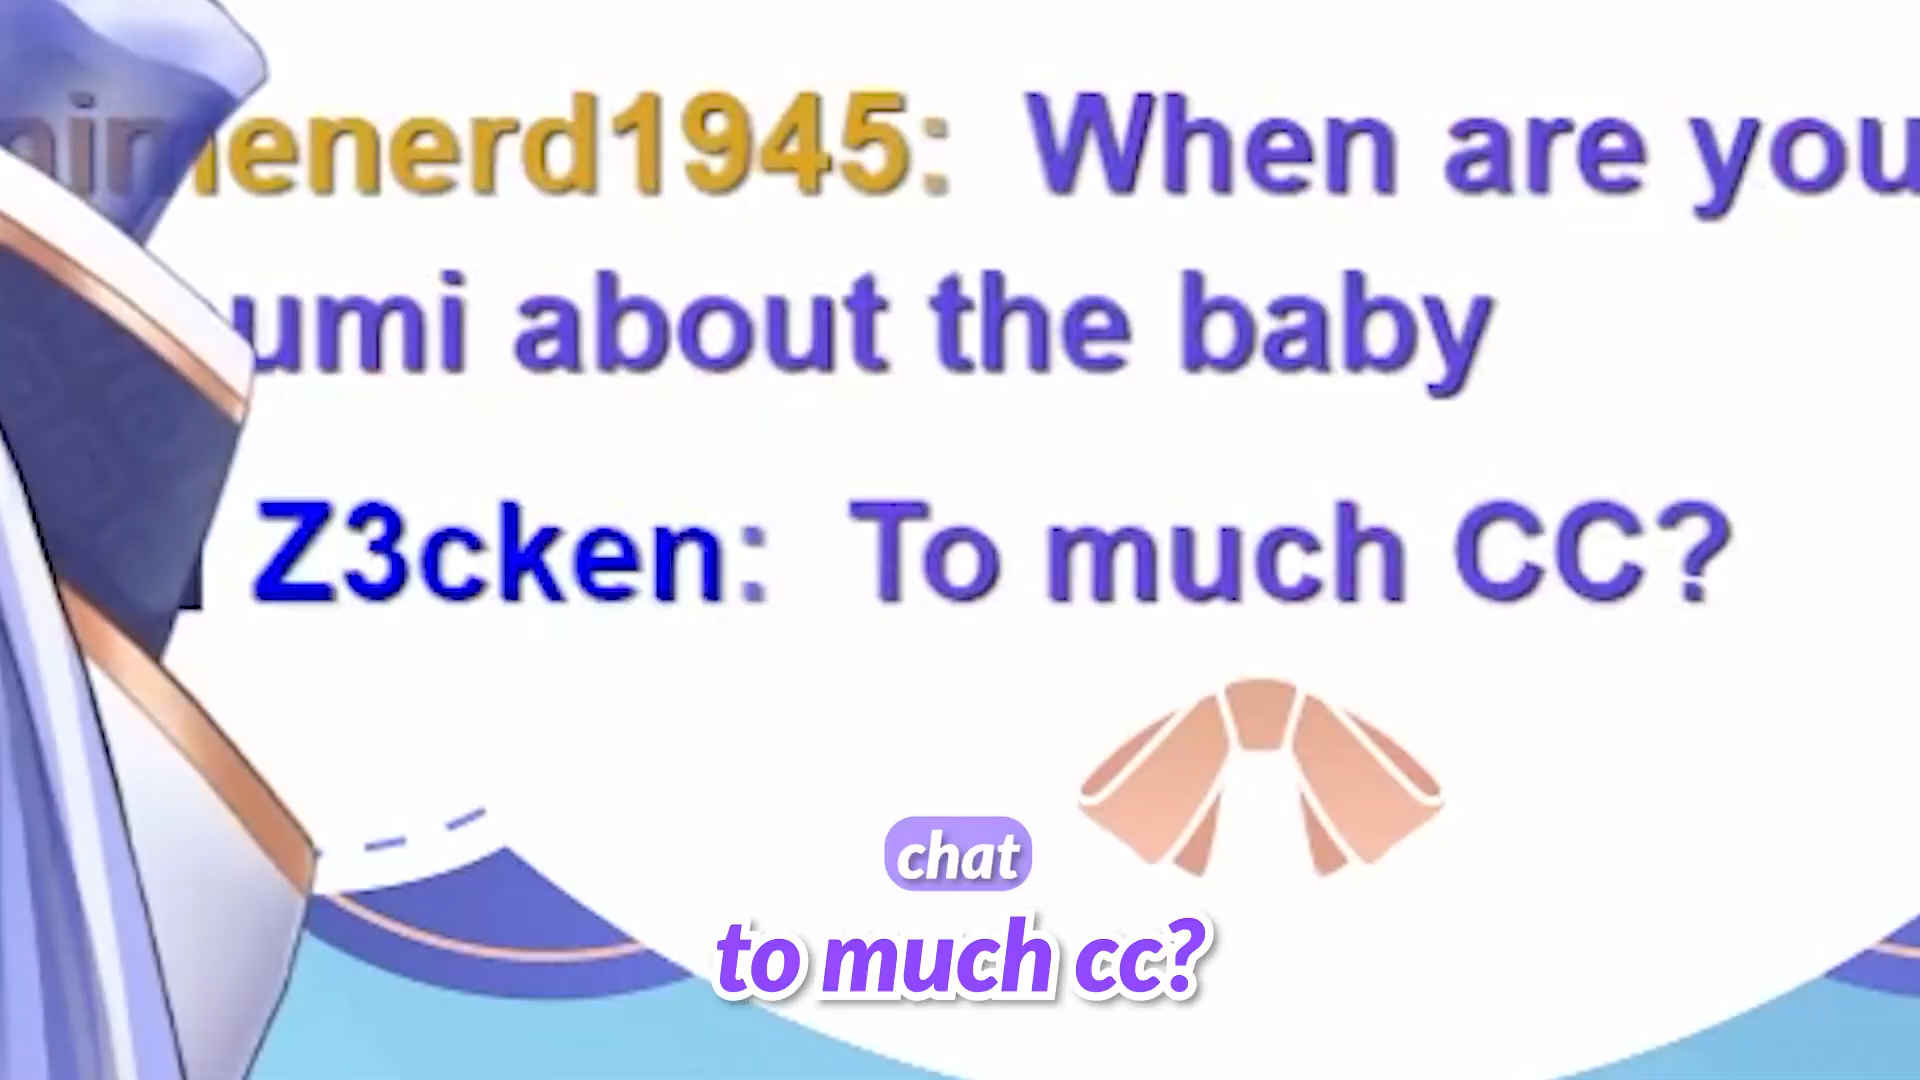 enerd1945: When are you
umi about the baby
Z3cken: To much CC?
chat
to much cc?